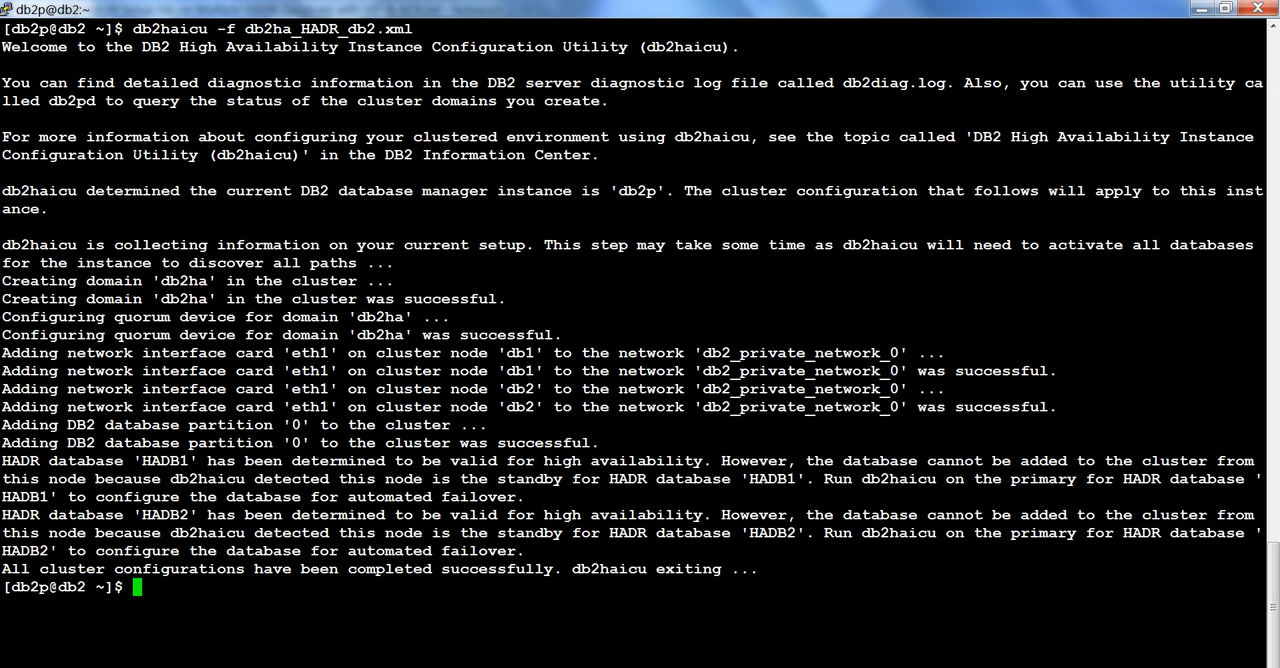 db2p@db2:~
[db2p@db2 ~]$ db2haicu -f db2ha_HADR_db2.xml
Welcome to the DB2 High Availability Instance Configuration Utility (db2haicu).
You can find detailed diagnostic information in the DB2 server diagnostic log file called db2diag.log. Also, you can use the utility ca
lled db2pd to query the status of the cluster domains you create.
For more information about configuring your clustered environment using db2haicu, see the topic called 'DB2 High Availability Instance
Configuration Utility (db2haicu)' in the DB2 Information Center.
db2haicu determined the current DB2 database manager instance is 'db2p'. The cluster configuration that follows will apply to this inst
ance.
db2haicu is collecting information on your current setup. This step may take some time as db2haicu will need to activate all databases
for the instance to discover all paths ...
Creating domain 'db2ha' in the cluster ...
Creating domain 'db2ha' in the cluster was successful.
Configuring quorum device for domain 'db2ha' ...
Configuring quorum device for domain 'db2ha' was successful.
Adding network interface card 'eth1' on cluster node 'db1' to the network 'db2_private_network_0' ...
Adding network interface card 'eth1' on cluster node 'db1' to the network 'db2_private_network_0' was successful.
Adding network interface card 'eth1' on cluster node 'db2' to the network 'db2_private_network_0' ...
Adding network interface card 'eth1' on cluster node 'db2' to the network 'db2_private_network_0' was successful.
Adding DB2 database partition '0' to the cluster ...
Adding DB2 database partition '0' to the cluster was successful.
HADR database 'HADB1' has been determined to be valid for high availability. However, the database cannot be added to the cluster from
this node because db2haicu detected this node is the standby for HADR database 'HADB1'. Run db2haicu on the primary for HADR database '
HADB1' to configure the database for automated failover.
HADR database 'HADB2' has been determined to be valid for high availability. However, the database cannot be added to the cluster from
this node because db2haicu detected this node is the standby for HADR database 'HADB2'. Run db2haicu on the primary for HADR database '
HADB2' to configure the database for automated failover.
All cluster configurations have been completed successfully. db2haicu exiting ...
[db2p@db2 ~]$